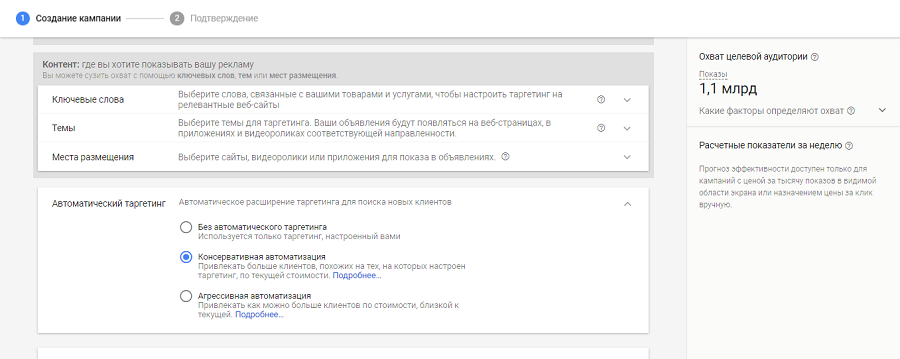 1 Создание кампании 2 Подтверждение
Контент: где вы хотите показывать вашу рекламу
Вы можете сузить охват с помощью ключевых слов, тем или мест размещения.
Ключевые слова
Выберите слова, связанные с вашими товарами и услугами, чтобы настроить таргетинг на
релевантные веб-сайты
Темы
Выберите темы для таргетинга. Ваши объявления будут появляться на веб-страницах, в
приложениях и видеороликах соответствующей направленности.
Места размещения
Выберите сайты, видеоролики или приложения для показа в объявлениях.
Автоматический таргетинг
Автоматическое расширение таргетинга для поиска новых клиентов
Без автоматического таргетинга
Используется только таргетинг, настроенный вами
Консервативная автоматизация
Привлекать больше клиентов, похожих на тех, на которых настроен
таргетинг, по текущей стоимости. Подробнее...
Агрессивная автоматизация
Привлекать как можно больше клиентов по стоимости, близкой к
текущей. Подробнее...
Охват целевой аудитории
Показы
1,1 млрд
Какие факторы определяют охват
Расчетные показатели за неделю
Прогноз эффективности доступен только для
кампаний с ценой за тысячу показов в видимой
области экрана или назначением цены за клик
вручную.